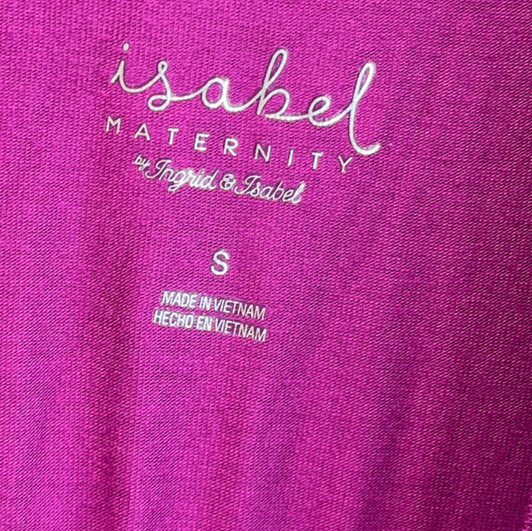 isabel
MATERNITY
by Ingrid & Isabel
S
MADE IN VIETNAM
HECHO EN VIETNAM